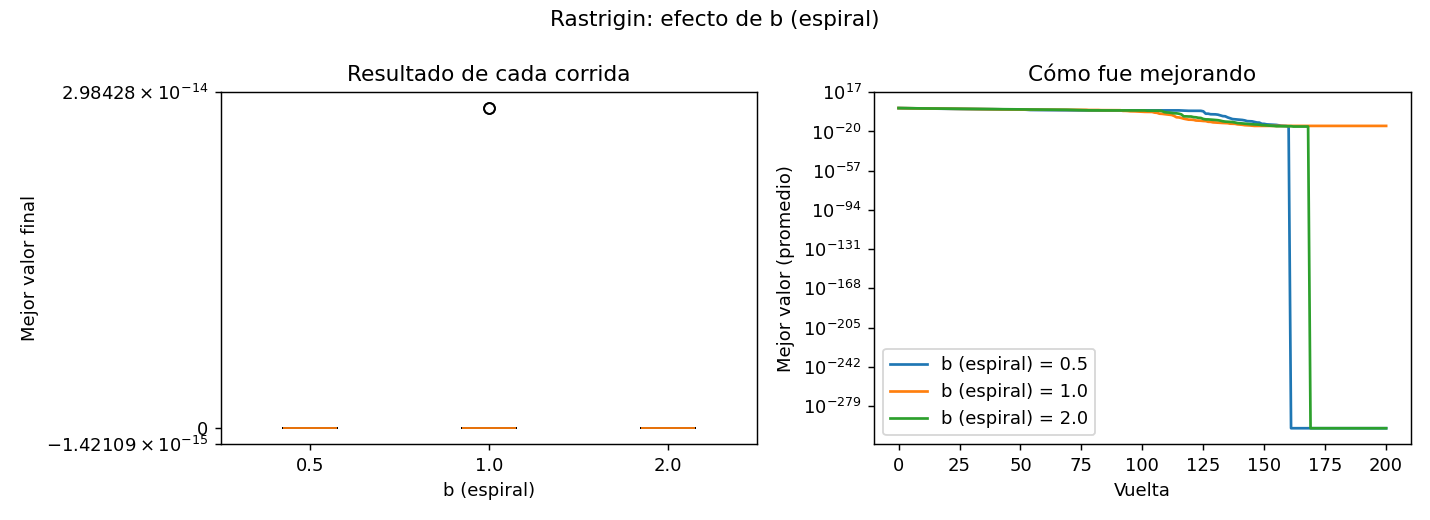 Rastrigin: efecto de b (espiral)
Resultado de cada corrida
Mejor valor final
2.98428 × 10⁻¹⁴
0
−1.42109 × 10⁻¹⁵
0.5 1.0 2.0
b (espiral)
Cómo fue mejorando
Mejor valor (promedio)
10¹⁷
10⁻²⁰
10⁻⁵⁷
10⁻⁹⁴
10⁻¹³¹
10⁻¹⁶⁸
10⁻²⁰⁵
10⁻²⁴²
10⁻²⁷⁹
b (espiral) = 0.5
b (espiral) = 1.0
b (espiral) = 2.0
0 25 50 75 100 125 150 175 200
Vuelta